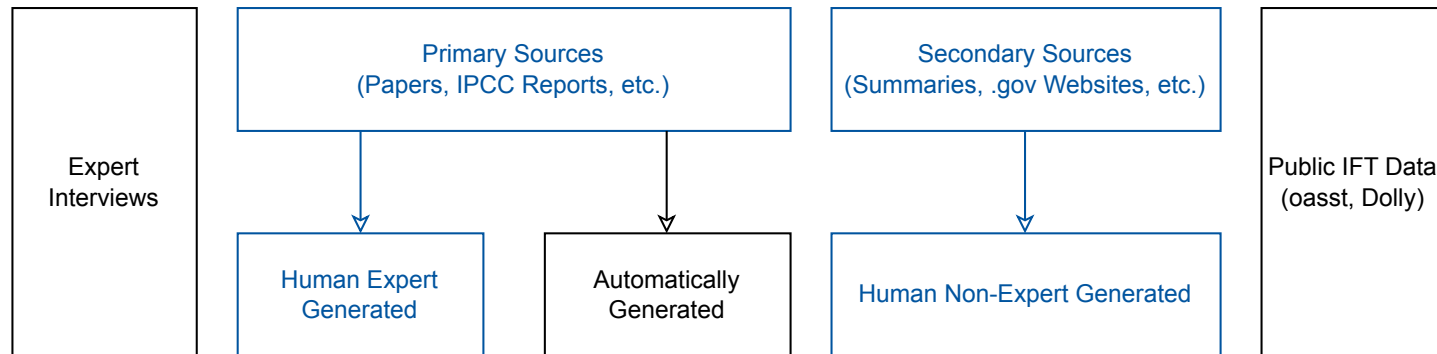 Expert
Interviews
Primary Sources
(Papers, IPCC Reports, etc.)
Human Expert
Generated
Automatically
Generated
Secondary Sources
(Summaries, .gov Websites, etc.)
Human Non-Expert Generated
Public IFT Data
(oasst, Dolly)